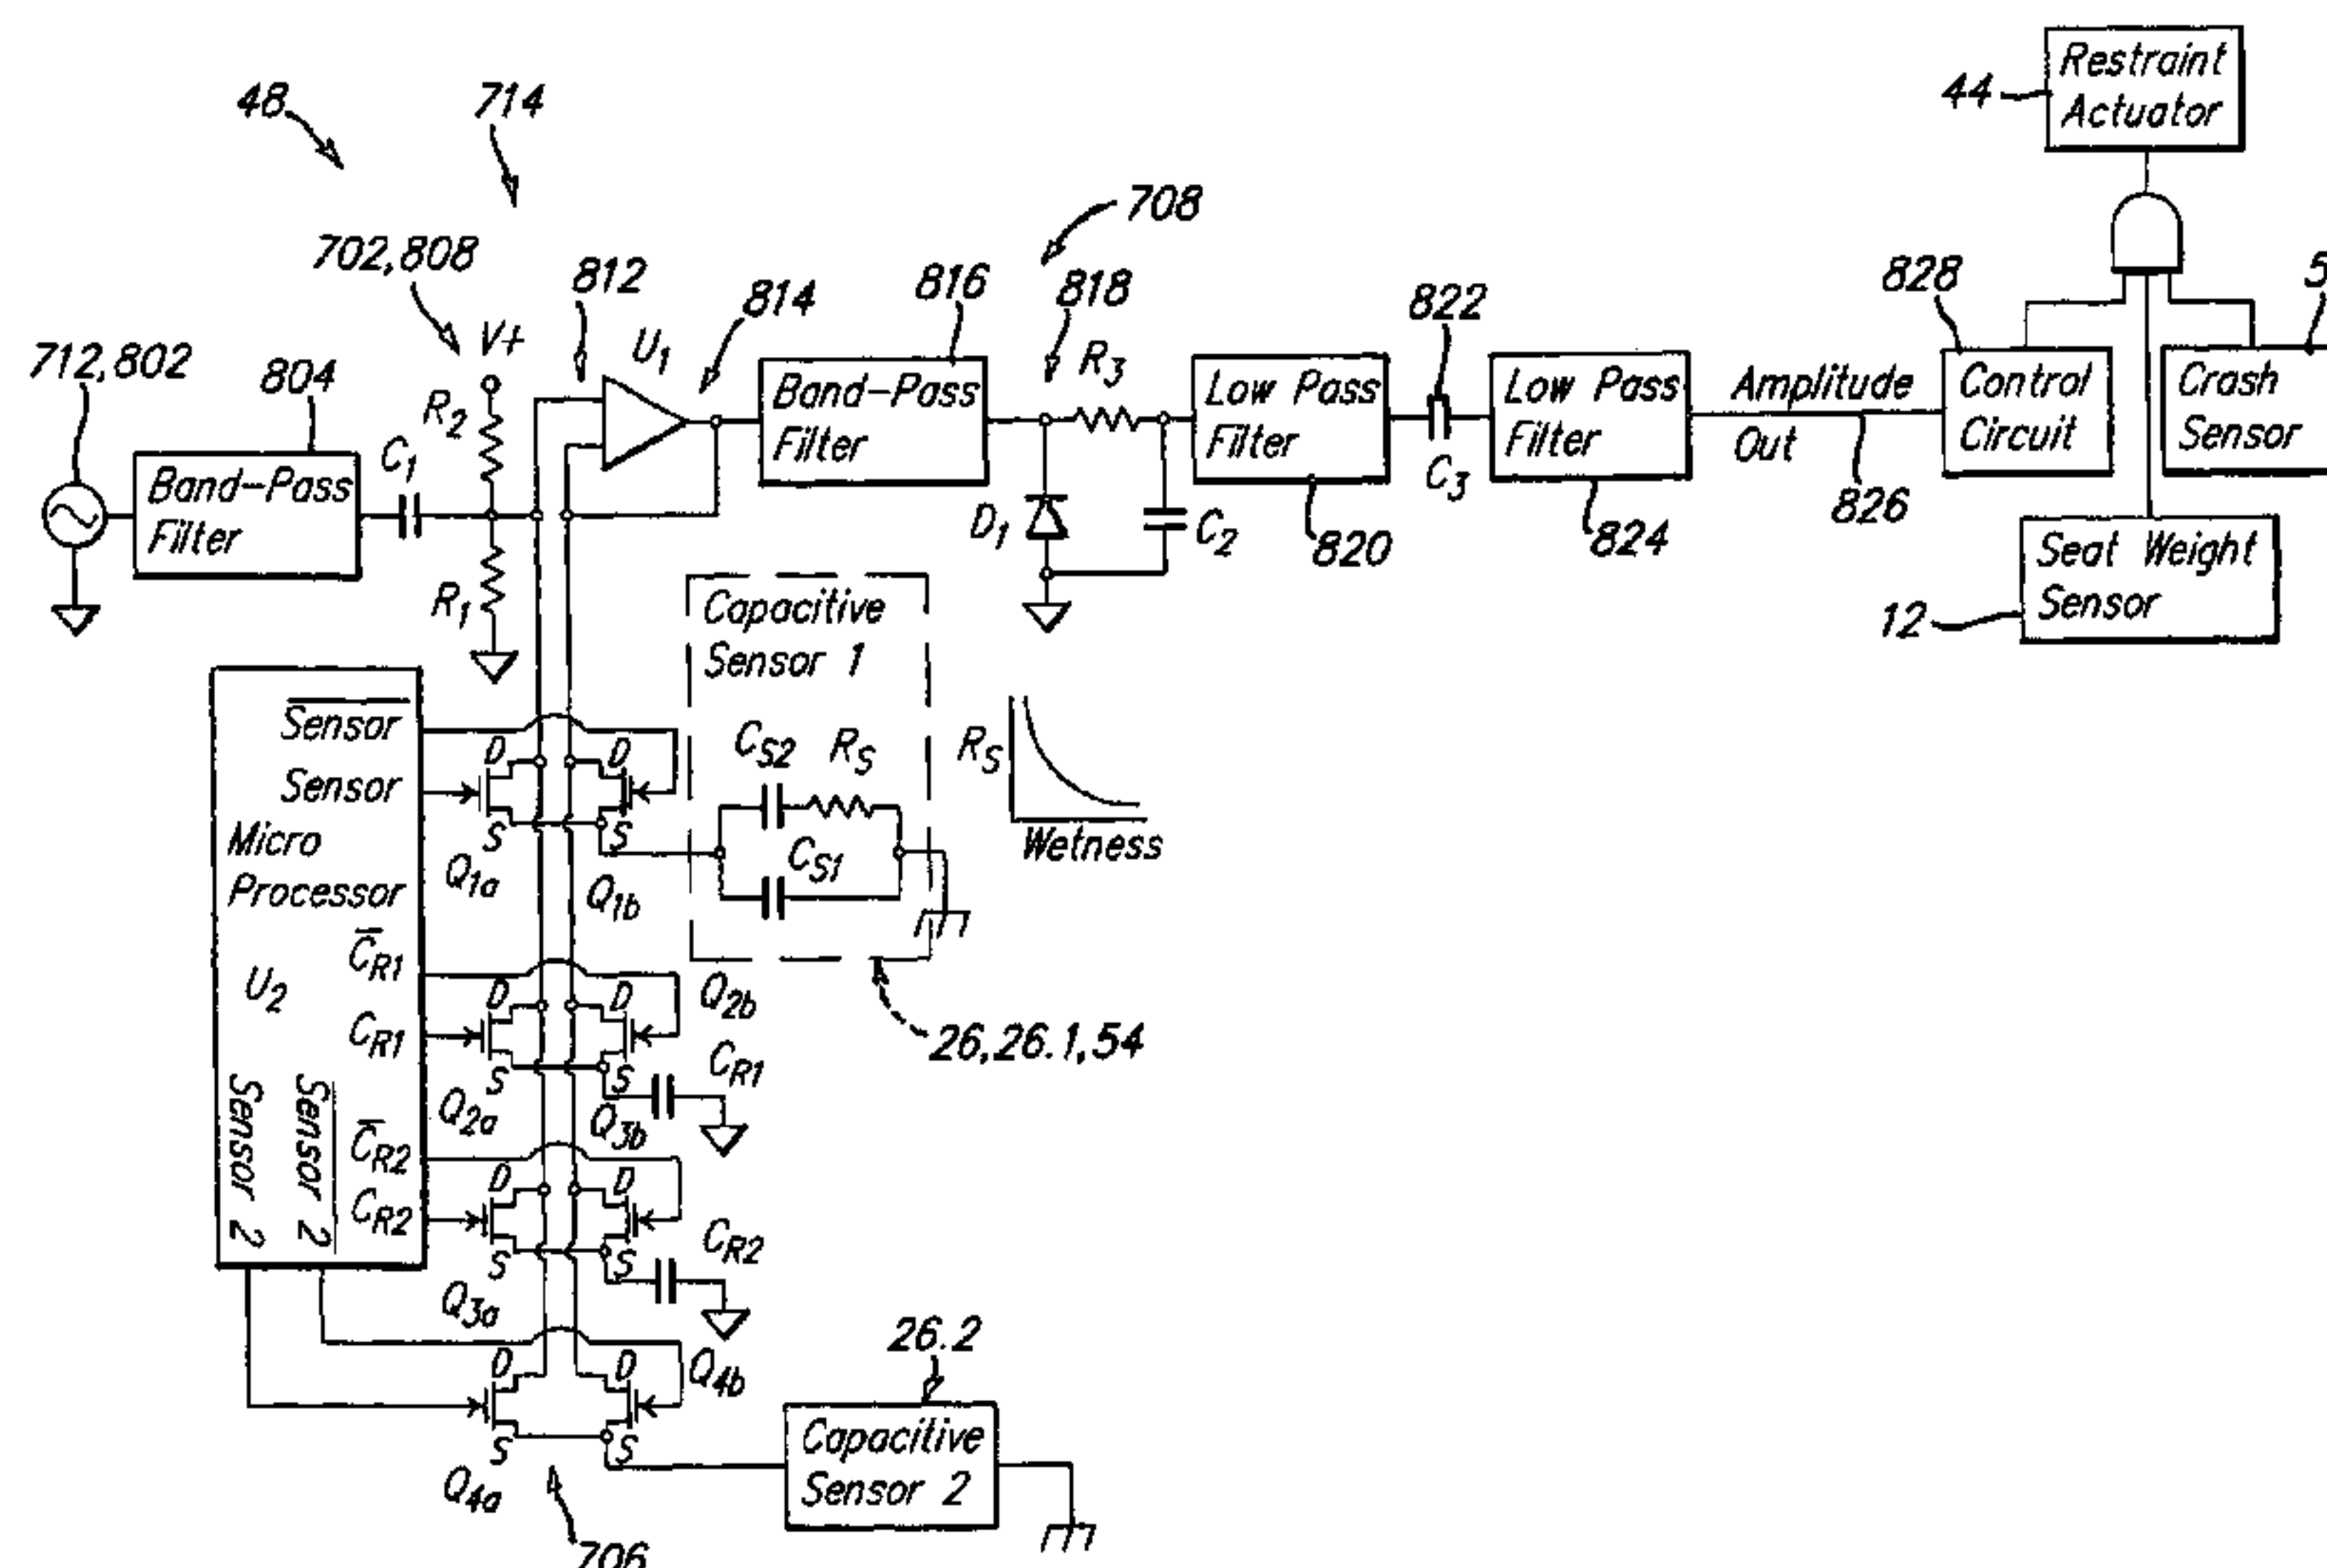 48
714
702,808
V+
712,802
804
Band-Pass
Filter
C1
R2
R1
812
U1
814
816
Band-Pass
Filter
708
818
R3
D1
C2
Low Pass
Filter
820
822
C3
Low Pass
Filter
824
Amplitude
Out
826
828
Control
Circuit
44
Restraint
Actuator
5
Crash
Sensor
Seat Weight
Sensor
12
Capacitive
Sensor 1
CS2
RS
CS1
26,26.1,54
RS
Wetness
S̅e̅n̅s̅o̅r̅
Sensor
Micro
Processor
U2
C̅R1
CR1
C̅R2
CR2
Sensor 2
S̅e̅n̅s̅o̅r̅ 2̅
D
D
S
S
Q1a
Q1b
D
D
S
S
Q2a
Q2b
CR1
Q3b
D
D
S
S
Q3a
CR2
D
D
S
S
Q4a
Q4b
706
26.2
Capacitive
Sensor 2